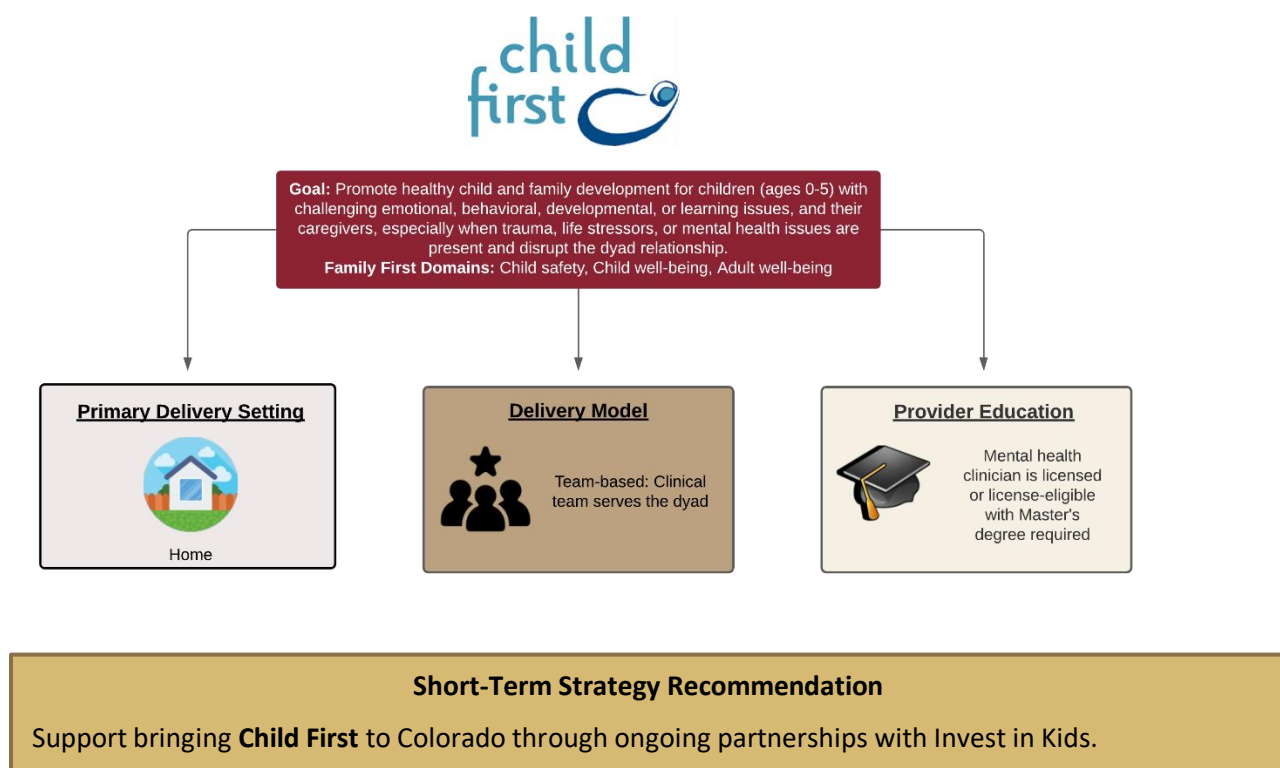 child
first
Goal: Promote healthy child and family development for children (ages 0-5) with
challenging emotional, behavioral, developmental, or learning issues, and their
caregivers, especially when trauma, life stressors, or mental health issues are
present and disrupt the dyad relationship.
Family First Domains: Child safety, Child well-being, Adult well-being
Primary Delivery Setting
Home
Delivery Model
Team-based: Clinical
team serves the dyad
Provider Education
Mental health
clinician is licensed
or license-eligible
with Master's
degree required
Short-Term Strategy Recommendation
Support bringing Child First to Colorado through ongoing partnerships with Invest in Kids.